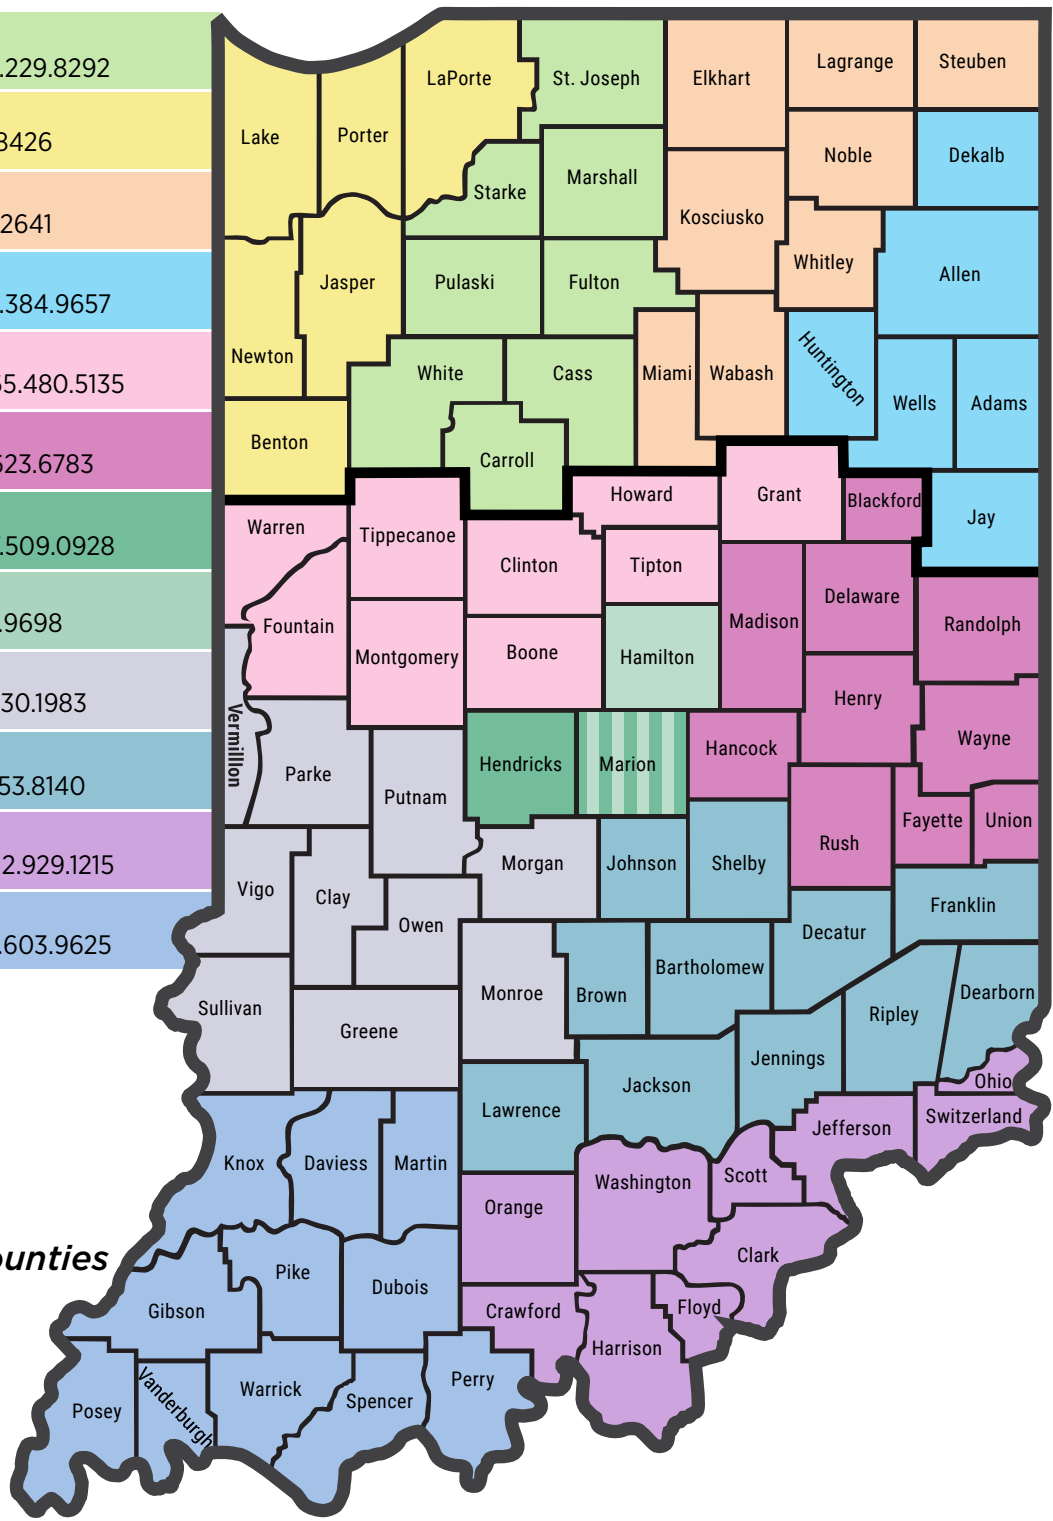 .229.8292
8426
2641
.384.9657
55.480.5135
523.6783
.509.0928
.9698
30.1983
53.8140
2.929.1215
.603.9625
ounties
Lake
Porter
LaPorte
St. Joseph
Elkhart
Lagrange
Steuben
Noble
Dekalb
Starke
Marshall
Kosciusko
Whitley
Allen
Newton
Jasper
Pulaski
Fulton
Miami
Wabash
Huntington
Wells
Adams
White
Cass
Benton
Carroll
Warren
Tippecanoe
Howard
Grant
Blackford
Jay
Clinton
Tipton
Fountain
Montgomery
Boone
Hamilton
Madison
Delaware
Randolph
Henry
Wayne
Vermillion
Parke
Putnam
Hendricks
Marion
Hancock
Rush
Fayette
Union
Vigo
Clay
Owen
Morgan
Johnson
Shelby
Decatur
Franklin
Sullivan
Greene
Monroe
Brown
Bartholomew
Jennings
Ripley
Dearborn
Ohio
Switzerland
Jefferson
Lawrence
Jackson
Knox
Daviess
Martin
Orange
Washington
Scott
Clark
Gibson
Pike
Dubois
Crawford
Harrison
Floyd
Posey
Vanderburgh
Warrick
Spencer
Perry